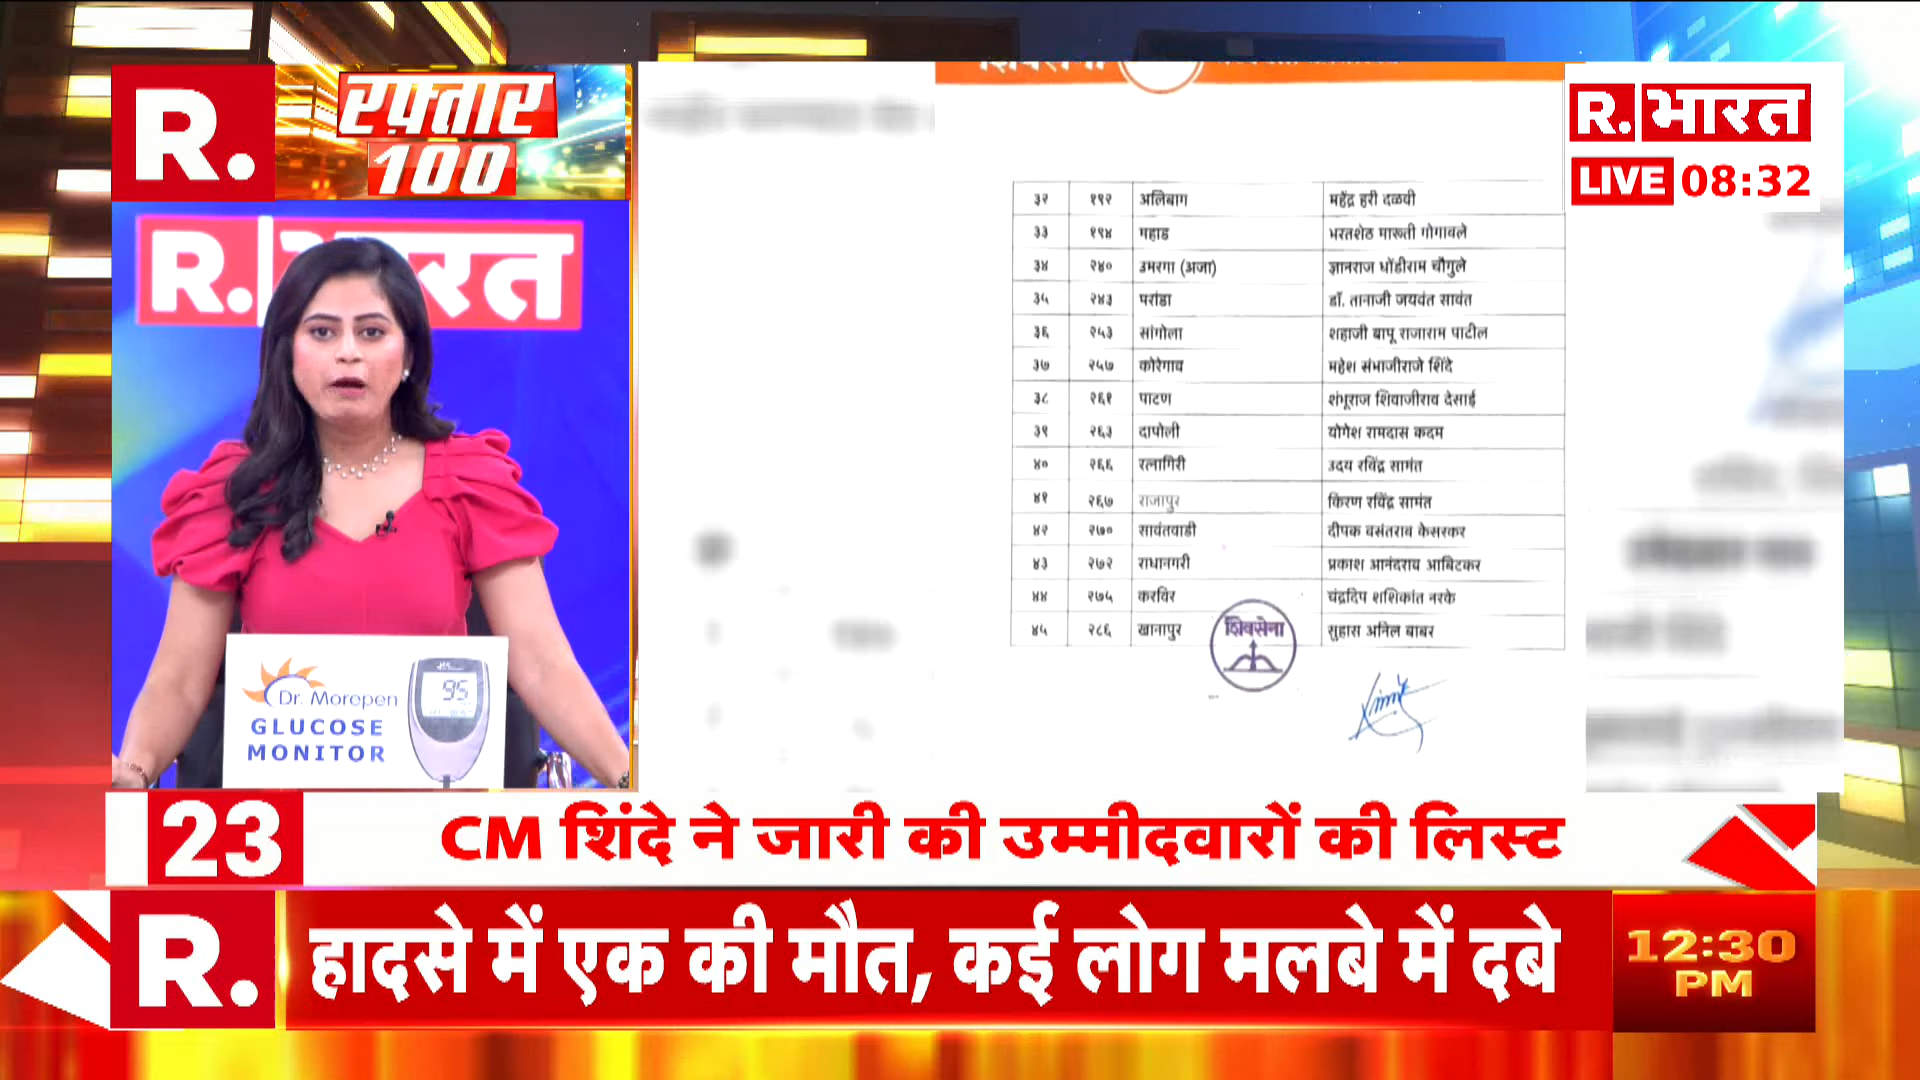 R.
रफ़्तार
100
R.
शिवसेना
R. भारत
LIVE 08:32
३२ १९२ अलिबाग महेंद्र हरी दळवी
३३ १९४ महाड भरतशेठ मारूती गोगावले
३४ २४० उमरगा (अजा) ज्ञानराज धोंडीराम चौगुले
३५ २४३ परांडा डॉ. तानाजी जयवंत सावंत
३६ २५३ सांगोला शहाजी बापू राजाराम पाटील
३७ २५७ कोरेगाव महेश संभाजीराजे शिंदे
३८ २६१ पाटण शंभूराज शिवाजीराव देसाई
३९ २६३ दापोली योगेश रामदास कदम
४० २६६ रत्नागिरी उदय रविंद्र सामंत
४१ २६७ राजापुर किरण रविंद्र सामंत
४२ २७० सावंतवाडी दीपक वसंतराव केसरकर
४३ २७२ राधानगरी प्रकाश आनंदराव आबिटकर
४४ २७५ करविर चंद्रदिप शशिकांत नरके
४५ २८६ खानापुर सुहास अनिल बाबर
शिवसेना
Dr. Morepen
GLUCOSE
MONITOR
95
23 CM शिंदे ने जारी की उम्मीदवारों की लिस्ट
R. हादसे में एक की मौत, कई लोग मलबे में दबे
12:30
PM